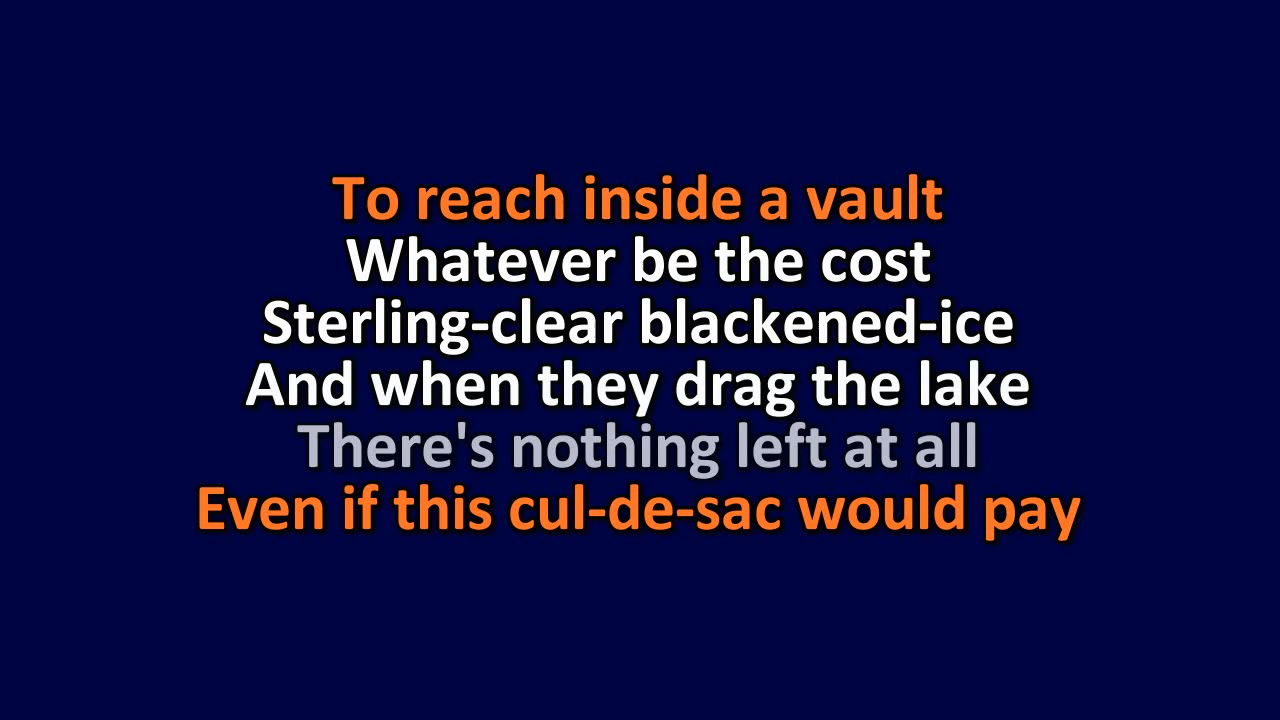 To reach inside a vault
Whatever be the cost
Sterling-clear blackened-ice
And when they drag the lake
There's nothing left at all
Even if this cul-de-sac would pay